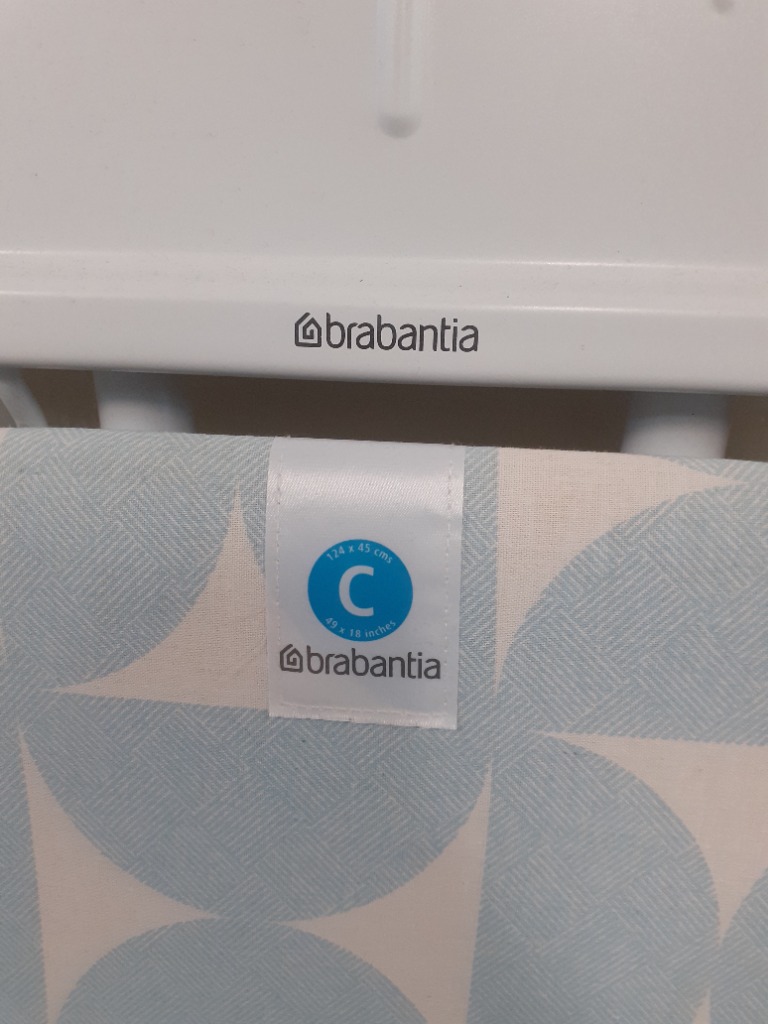 brabantia
124 x 45 cms
C
49 x 18 inches
brabantia